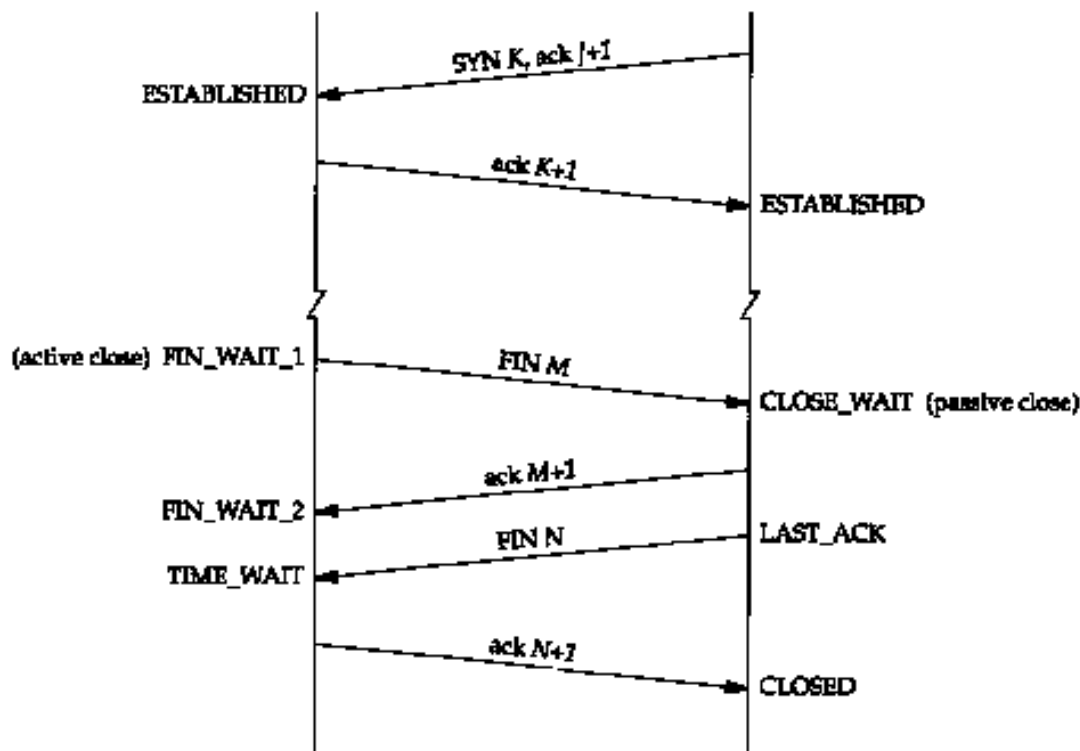 SYN K, ack J+1
ESTABLISHED
ack K+1
ESTABLISHED
(active close) FIN_WAIT_1
FIN M
CLOSE_WAIT (passive close)
ack M+1
FIN_WAIT_2
FIN N
LAST_ACK
TIME_WAIT
ack N+1
CLOSED